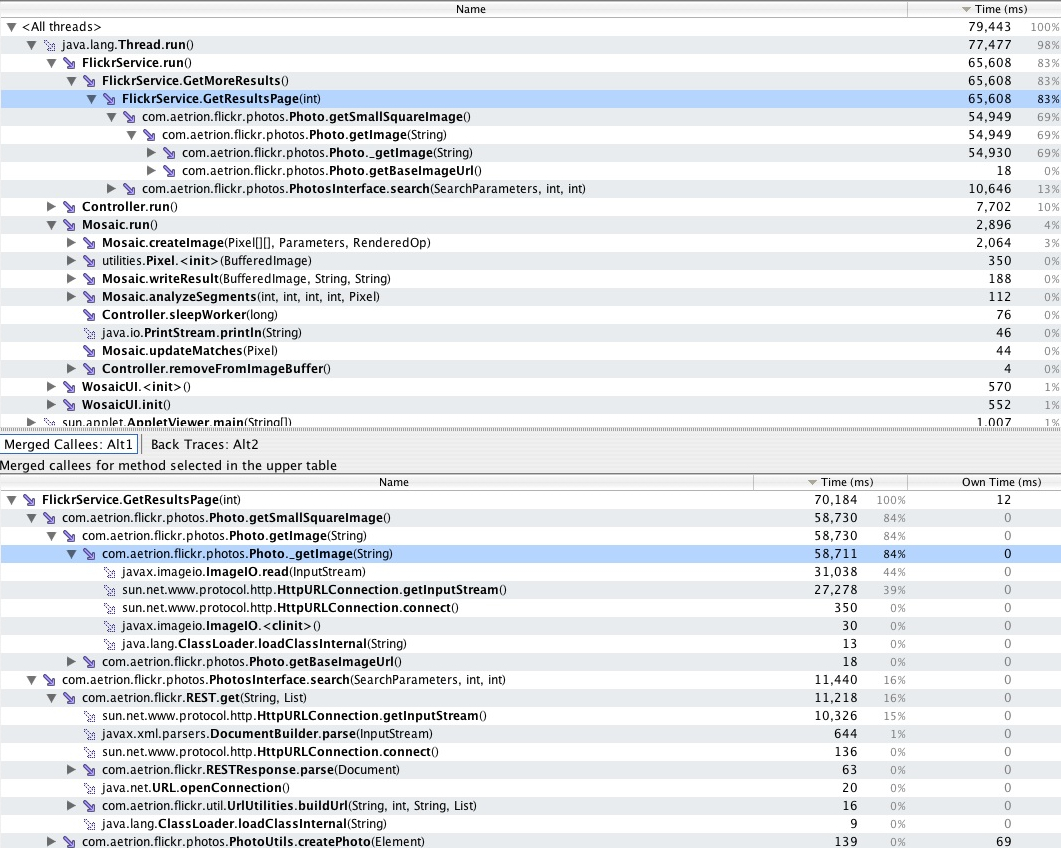 Name Time (ms)
<All threads> 79,443 100%
java.lang.Thread.run() 77,477 98%
FlickrService.run() 65,608 83%
FlickrService.GetMoreResults() 65,608 83%
FlickrService.GetResultsPage(int) 65,608 83%
com.aetrion.flickr.photos.Photo.getSmallSquareImage() 54,949 69%
com.aetrion.flickr.photos.Photo.getImage(String) 54,949 69%
com.aetrion.flickr.photos.Photo._getImage(String) 54,930 69%
com.aetrion.flickr.photos.Photo.getBaseImageUrl() 18 0%
com.aetrion.flickr.photos.PhotosInterface.search(SearchParameters, int, int) 10,646 13%
Controller.run() 7,702 10%
Mosaic.run() 2,896 4%
Mosaic.createImage(Pixel[][], Parameters, RenderedOp) 2,064 3%
utilities.Pixel.<init>(BufferedImage) 350 0%
Mosaic.writeResult(BufferedImage, String, String) 188 0%
Mosaic.analyzeSegments(int, int, int, int, Pixel) 112 0%
Controller.sleepWorker(long) 76 0%
java.io.PrintStream.println(String) 46 0%
Mosaic.updateMatches(Pixel) 44 0%
Controller.removeFromImageBuffer() 4 0%
WosaicUI.<init>() 570 1%
WosaicUI.init() 552 1%
sun.applet.AppletViewer.main(String[]) 1,007 1%
Merged Callees: Alt1 Back Traces: Alt2
Merged callees for method selected in the upper table
Name Time (ms) Own Time (ms)
FlickrService.GetResultsPage(int) 70,184 100% 12
com.aetrion.flickr.photos.Photo.getSmallSquareImage() 58,730 84% 0
com.aetrion.flickr.photos.Photo.getImage(String) 58,730 84% 0
com.aetrion.flickr.photos.Photo._getImage(String) 58,711 84% 0
javax.imageio.ImageIO.read(InputStream) 31,038 44% 0
sun.net.www.protocol.http.HttpURLConnection.getInputStream() 27,278 39% 0
sun.net.www.protocol.http.HttpURLConnection.connect() 350 0% 0
javax.imageio.ImageIO.<clinit>() 30 0% 0
java.lang.ClassLoader.loadClassInternal(String) 13 0% 0
com.aetrion.flickr.photos.Photo.getBaseImageUrl() 18 0% 0
com.aetrion.flickr.photos.PhotosInterface.search(SearchParameters, int, int) 11,440 16% 0
com.aetrion.flickr.REST.get(String, List) 11,218 16% 0
sun.net.www.protocol.http.HttpURLConnection.getInputStream() 10,326 15% 0
javax.xml.parsers.DocumentBuilder.parse(InputStream) 644 1% 0
sun.net.www.protocol.http.HttpURLConnection.connect() 136 0% 0
com.aetrion.flickr.RESTResponse.parse(Document) 63 0% 0
java.net.URL.openConnection() 20 0% 0
com.aetrion.flickr.util.UrlUtilities.buildUrl(String, int, String, List) 16 0% 0
java.lang.ClassLoader.loadClassInternal(String) 9 0% 0
com.aetrion.flickr.photos.PhotoUtils.createPhoto(Element) 139 0% 69